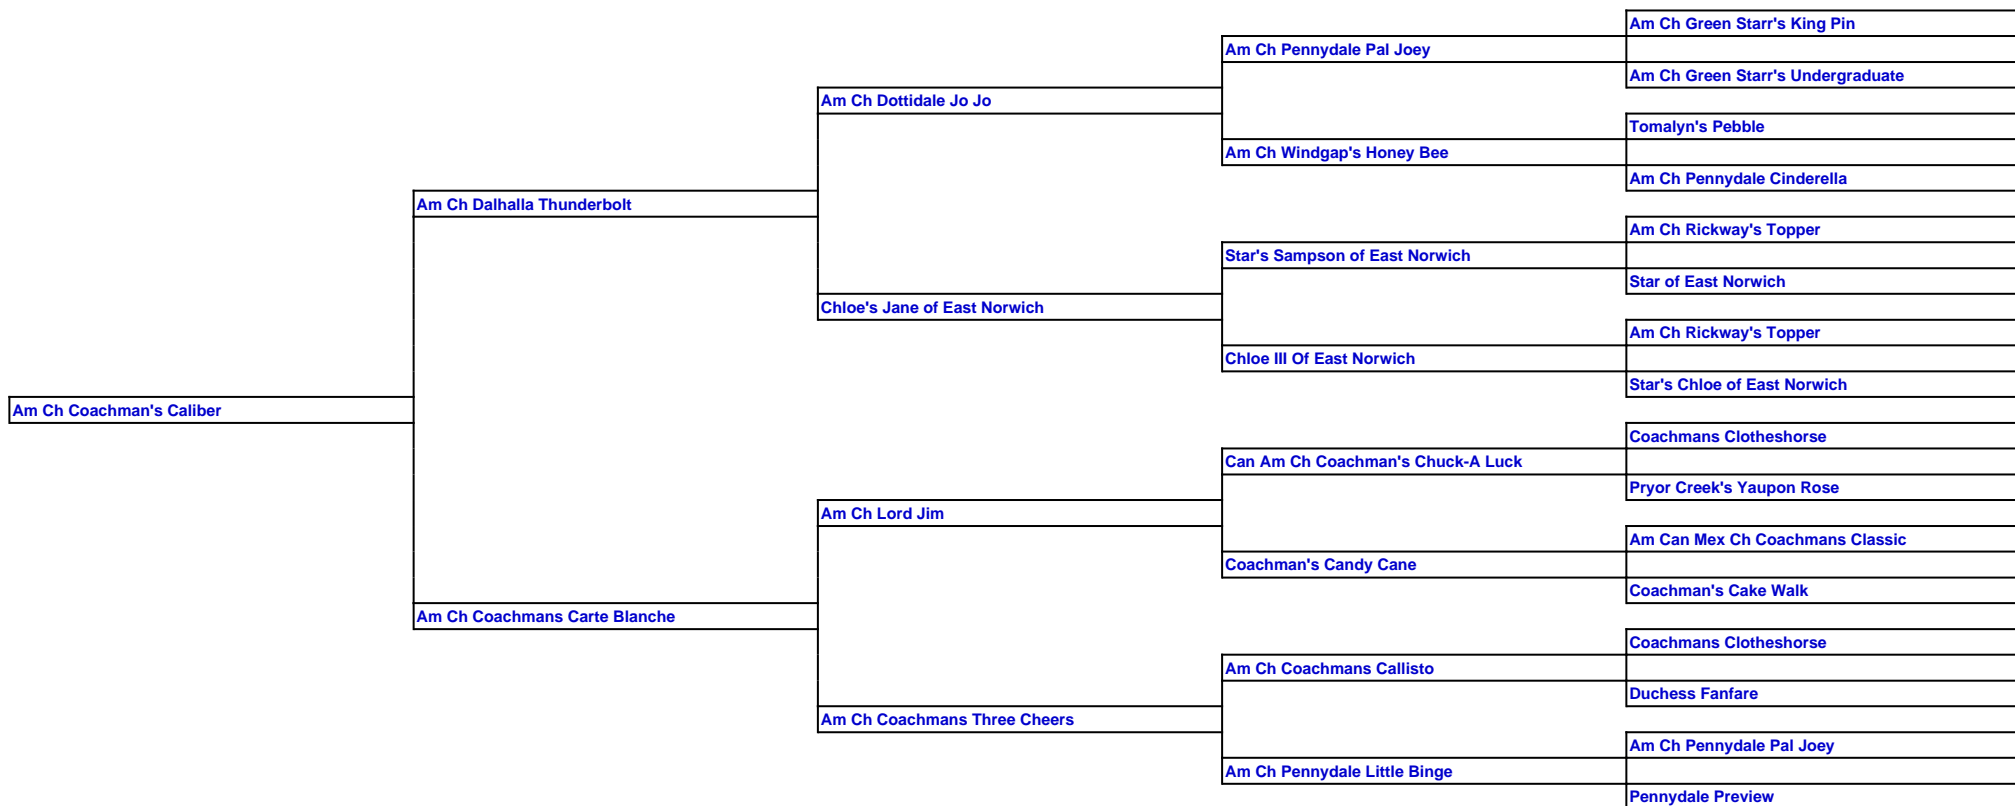 Am Ch Green Starr's King Pin
Am Ch Pennydale Pal Joey
Am Ch Green Starr's Undergraduate
Am Ch Dottidale Jo Jo
Tomalyn's Pebble
Am Ch Windgap's Honey Bee
Am Ch Pennydale Cinderella
Am Ch Dalhalla Thunderbolt
Am Ch Rickway's Topper
Star's Sampson of East Norwich
Star of East Norwich
Chloe's Jane of East Norwich
Am Ch Rickway's Topper
Chloe III Of East Norwich
Star's Chloe of East Norwich
Am Ch Coachman's Caliber
Coachmans Clotheshorse
Can Am Ch Coachman's Chuck-A Luck
Pryor Creek's Yaupon Rose
Am Ch Lord Jim
Am Can Mex Ch Coachmans Classic
Coachman's Candy Cane
Coachman's Cake Walk
Am Ch Coachmans Carte Blanche
Coachmans Clotheshorse
Am Ch Coachmans Callisto
Duchess Fanfare
Am Ch Coachmans Three Cheers
Am Ch Pennydale Pal Joey
Am Ch Pennydale Little Binge
Pennydale Preview